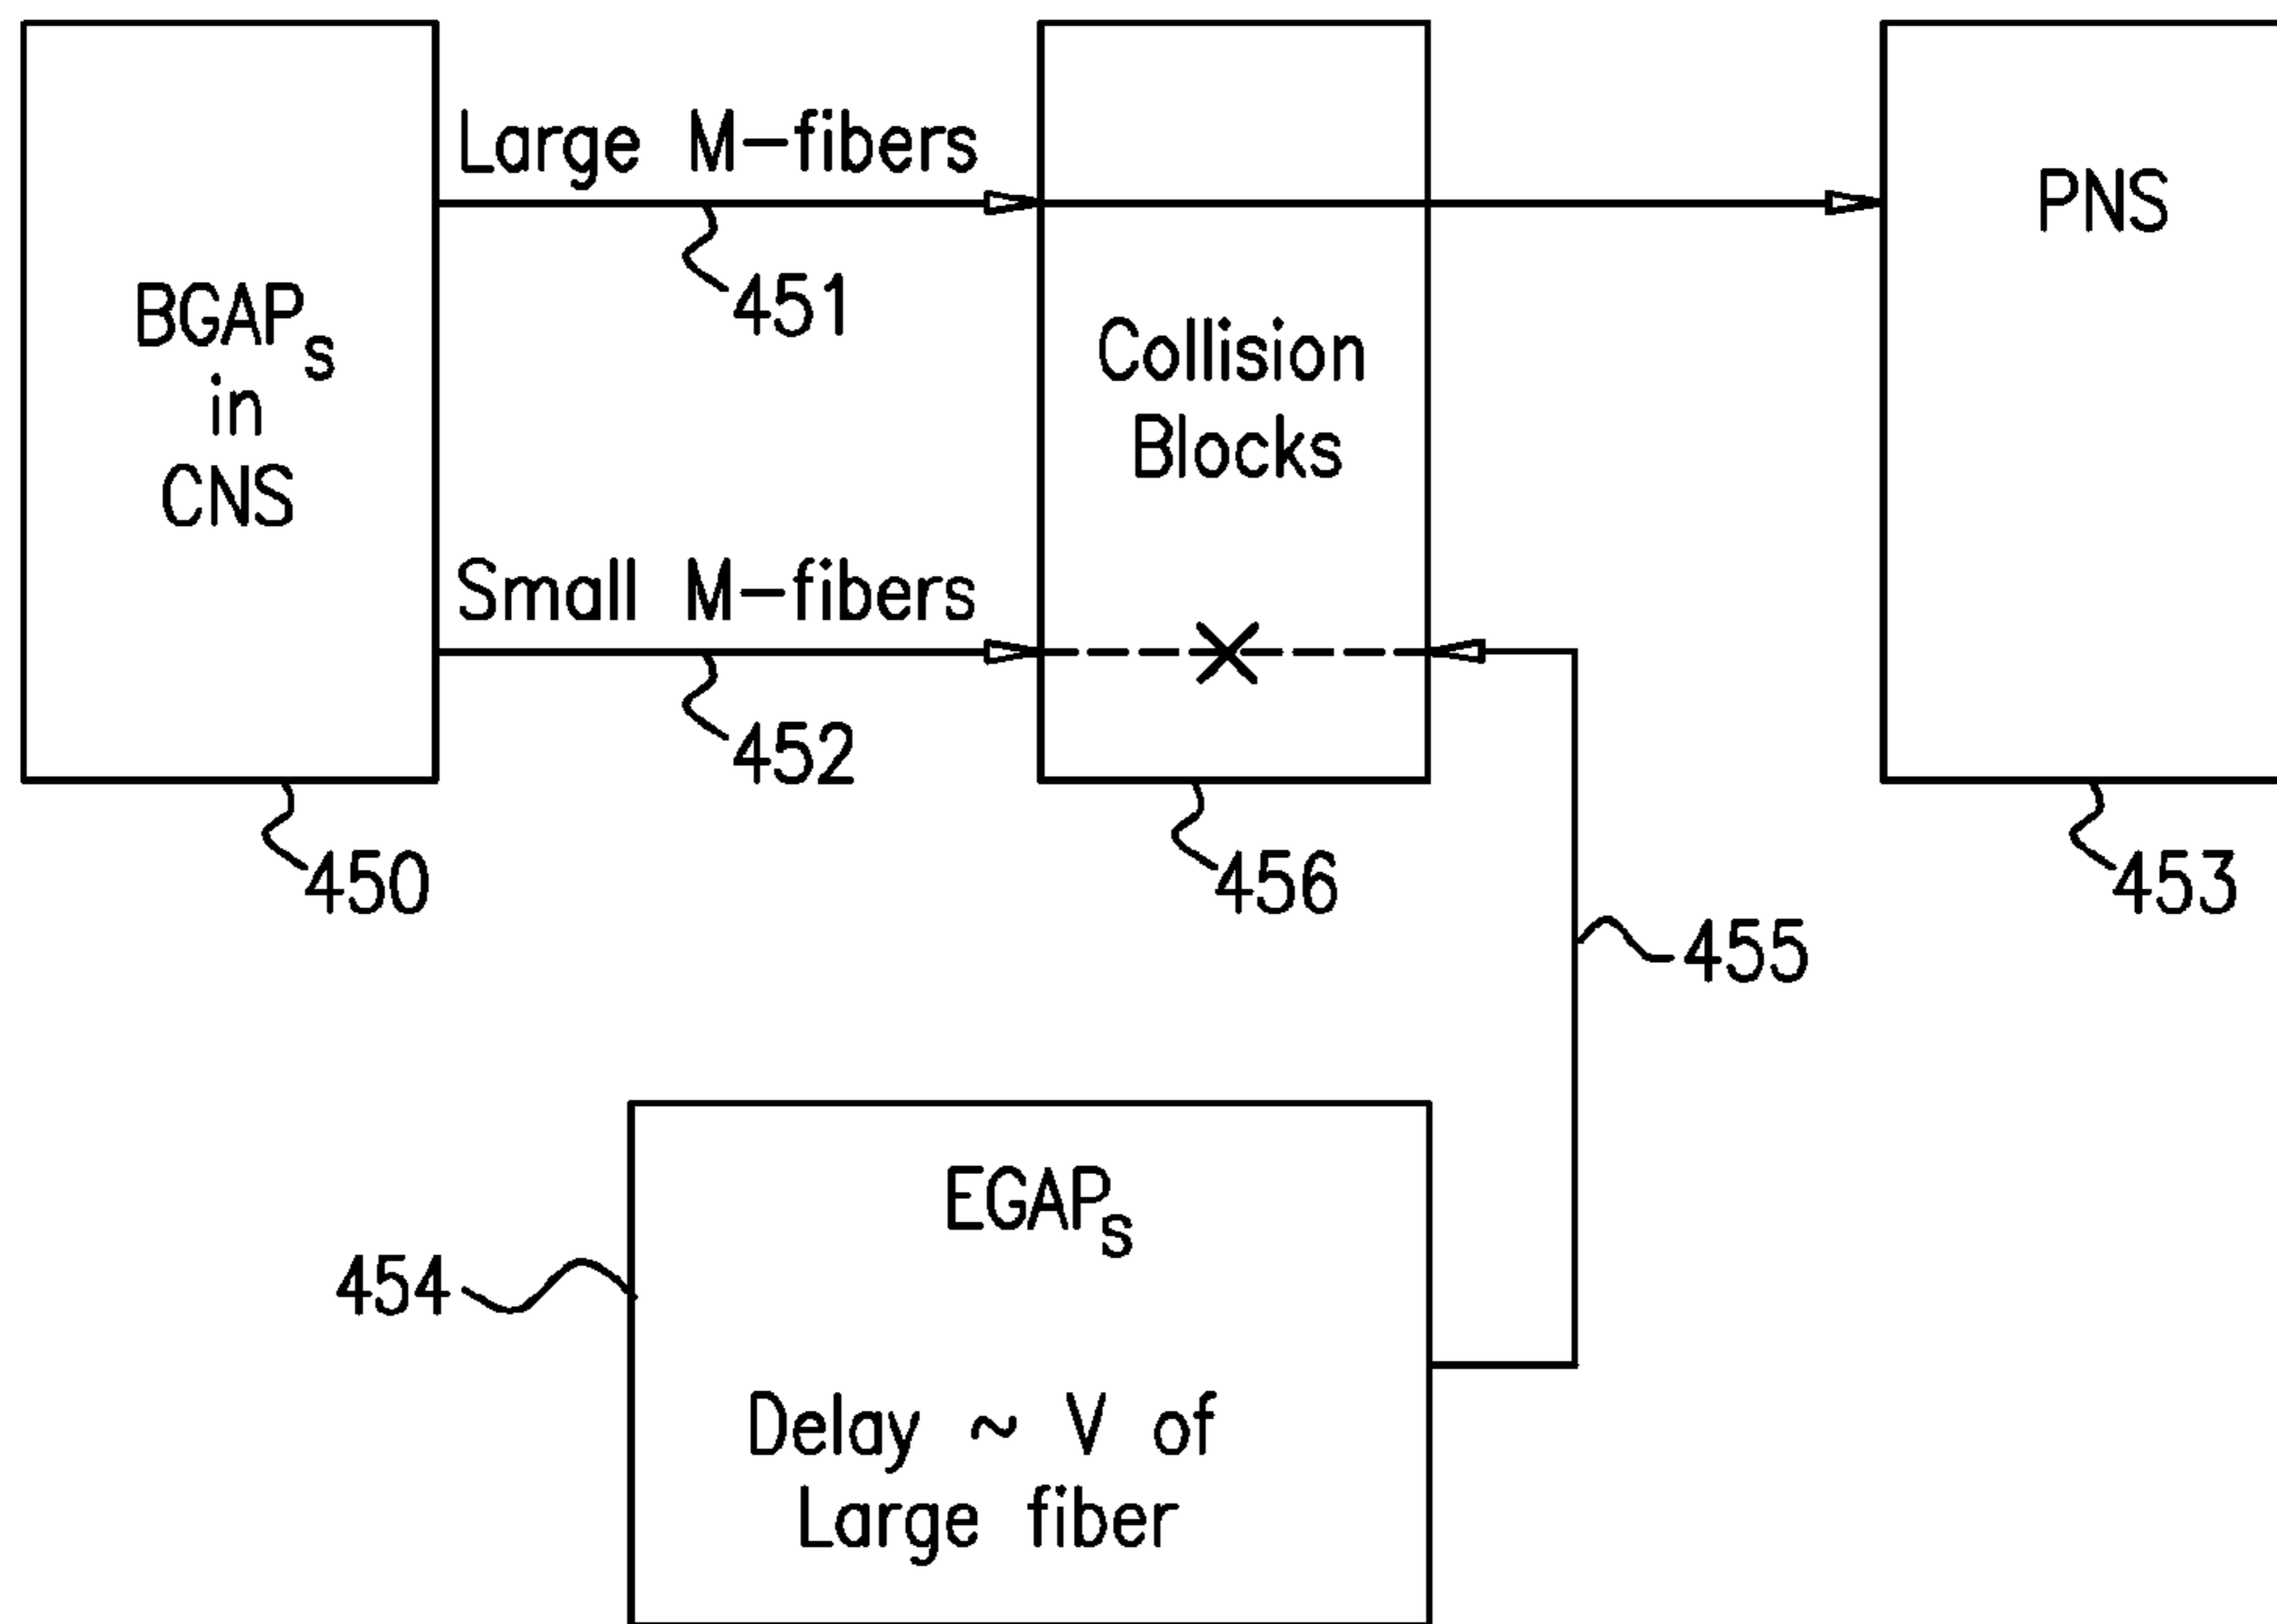 Large M-fibers
451
BGAPs
in
CNS
Small M-fibers
452
450
Collision
Blocks
456
PNS
453
455
454
EGAPs
Delay ~ V of
Large fiber